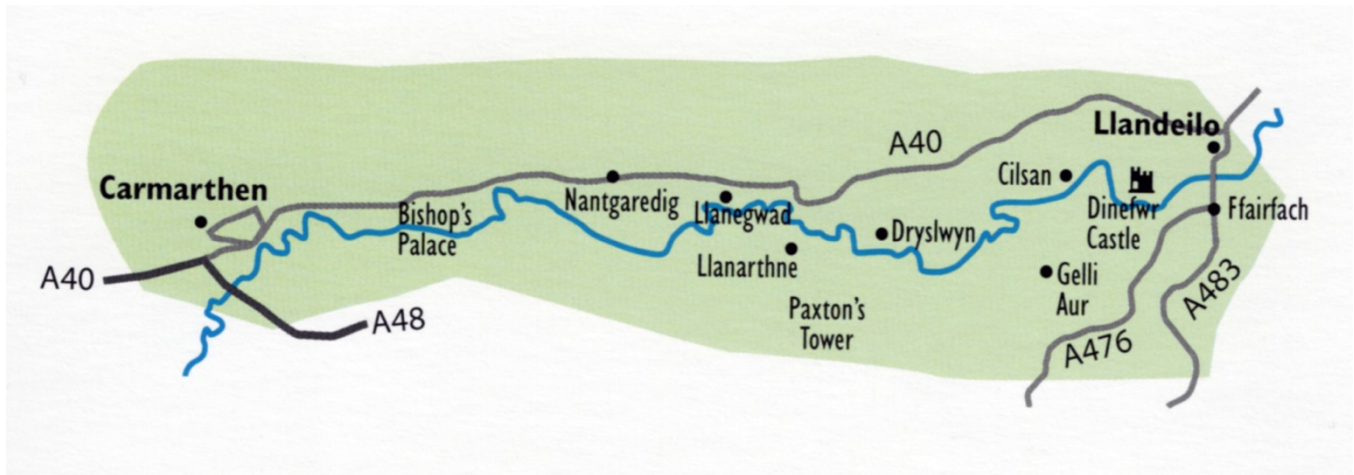 Llandeilo
A40
Cilsan
Carmarthen
Nantgaredig
Llanegwad
Bishop's
Palace
Dinefwr
Castle
Ffairfach
Dryslwyn
Llanarthne
A40
Gelli
Aur
A483
Paxton's
Tower
A48
A476